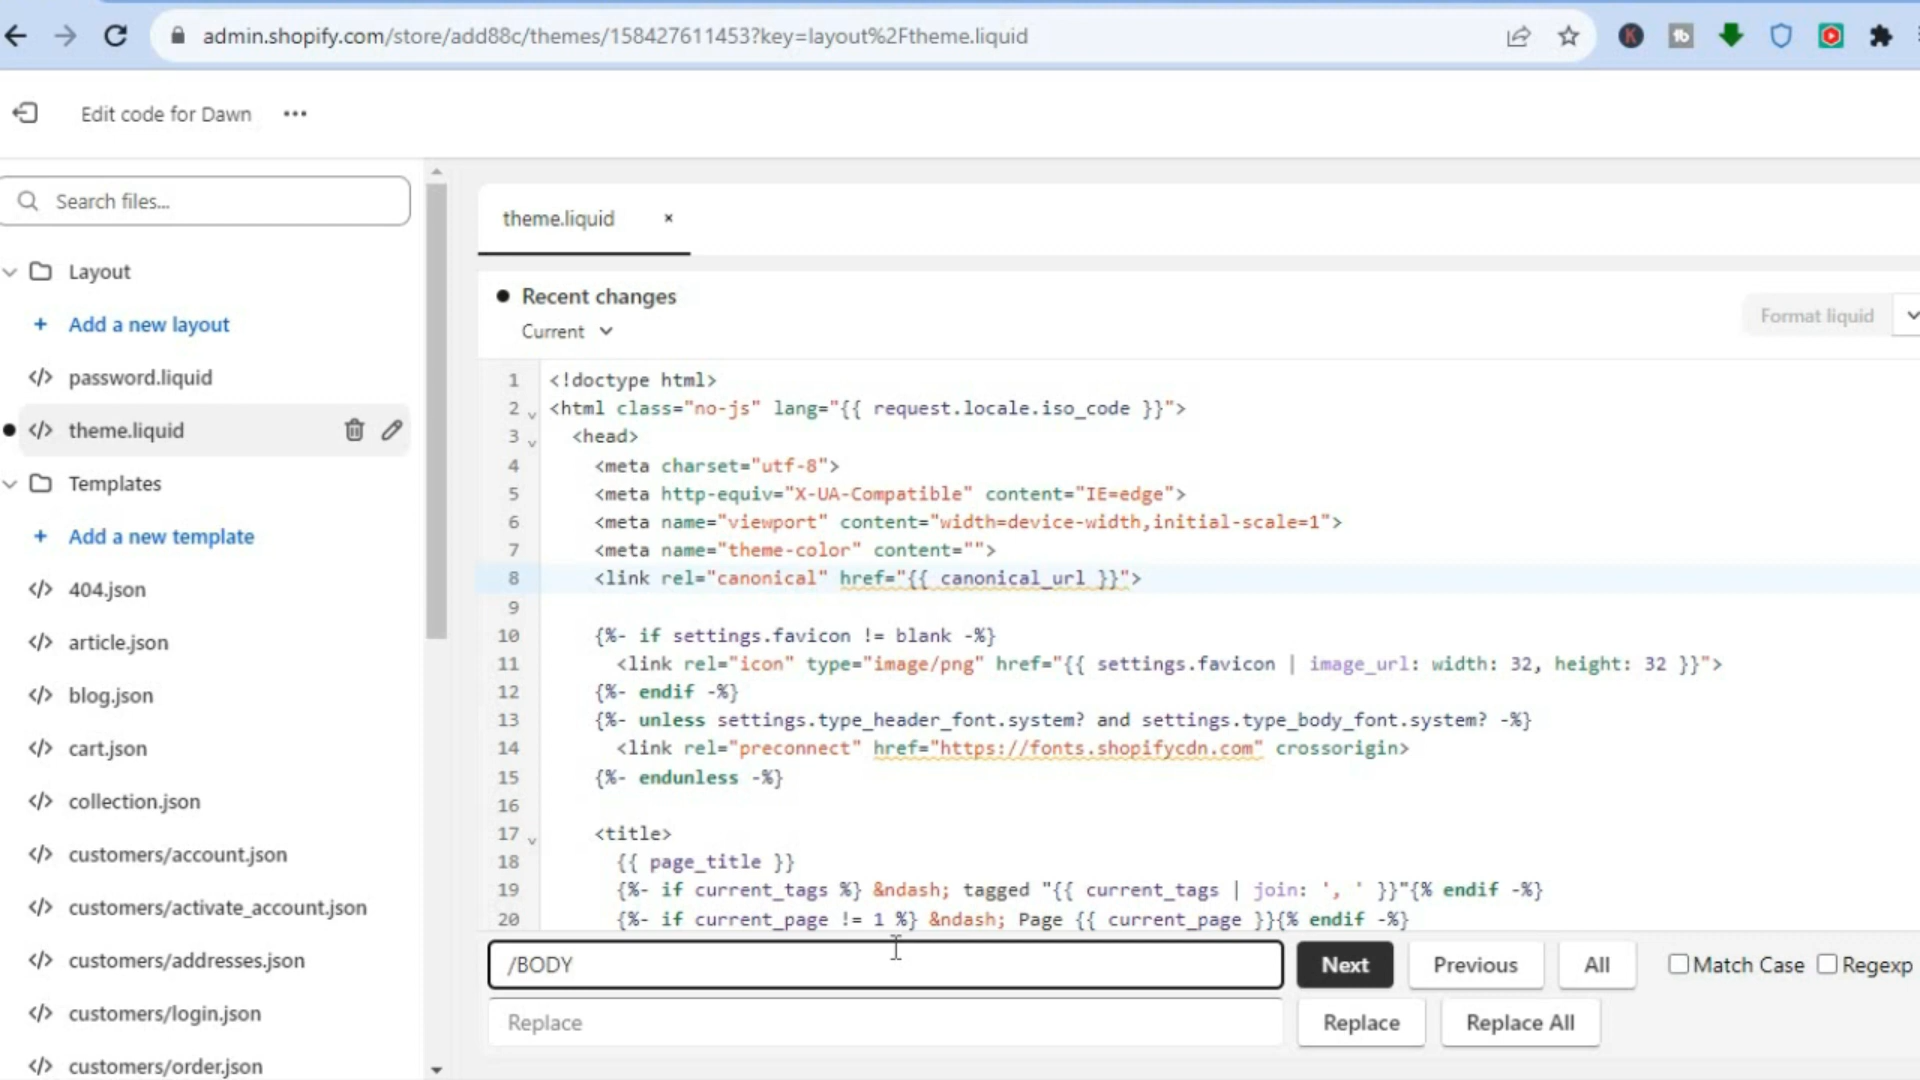 admin.shopify.com/store/add88c/themes/158427611453?key=layout%2Ftheme.liquid
K
tb
Edit code for Dawn
Search files...
Layout
+ Add a new layout
</> password.liquid
</> theme.liquid
Templates
+ Add a new template
</> 404.json
</> article.json
</> blog.json
</> cart.json
</> collection.json
</> customers/account.json
</> customers/activate_account.json
</> customers/addresses.json
</> customers/login.json
</> customers/order.json
theme.liquid ×
Recent changes
Current
Format liquid
1 <!doctype html>
2 <html class="no-js" lang="{{ request.locale.iso_code }}">
3 <head>
4 <meta charset="utf-8">
5 <meta http-equiv="X-UA-Compatible" content="IE=edge">
6 <meta name="viewport" content="width=device-width,initial-scale=1">
7 <meta name="theme-color" content="">
8 <link rel="canonical" href="{{ canonical_url }}">
9
10 {%- if settings.favicon != blank -%}
11 <link rel="icon" type="image/png" href="{{ settings.favicon | image_url: width: 32, height: 32 }}">
12 {%- endif -%}
13 {%- unless settings.type_header_font.system? and settings.type_body_font.system? -%}
14 <link rel="preconnect" href="https://fonts.shopifycdn.com" crossorigin>
15 {%- endunless -%}
16
17 <title>
18 {{ page_title }}
19 {%- if current_tags %} &ndash; tagged "{{ current_tags | join: ', ' }}"{% endif -%}
20 {%- if current_page != 1 %} &ndash; Page {{ current_page }}{% endif -%}
/BODY
Next
Previous
All
Match Case
Regexp
Replace
Replace
Replace All